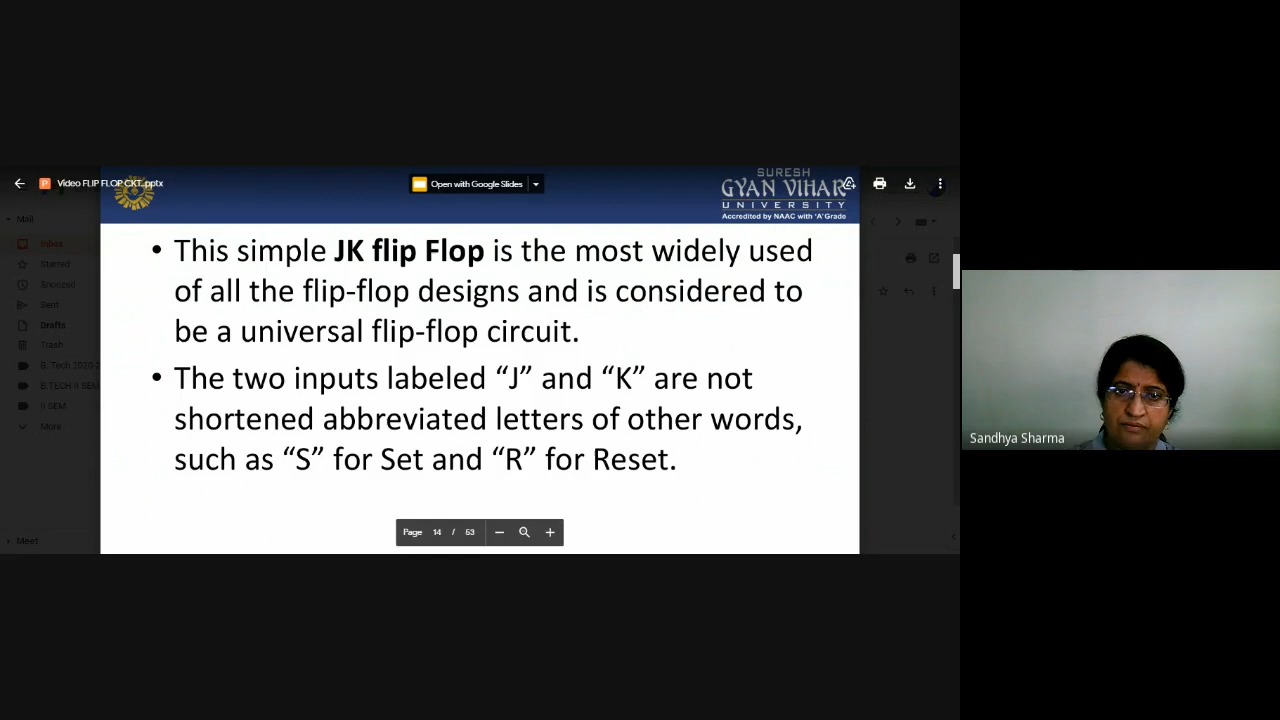 Video FLIP FLOP CKT.pptx
Open with Google Slides
SURESH
GYAN VIHAR
UNIVERSITY
Accredited by NAAC with 'A' Grade
Mail
Inbox
Starred
Snoozed
Sent
Drafts
Trash
B. Tech 2020-2
B.TECH II SEM
II SEM
More
Meet
• This simple JK flip Flop is the most widely used
of all the flip-flop designs and is considered to
be a universal flip-flop circuit.
• The two inputs labeled “J” and “K” are not
shortened abbreviated letters of other words,
such as “S” for Set and “R” for Reset.
Page 14 / 53
Sandhya Sharma